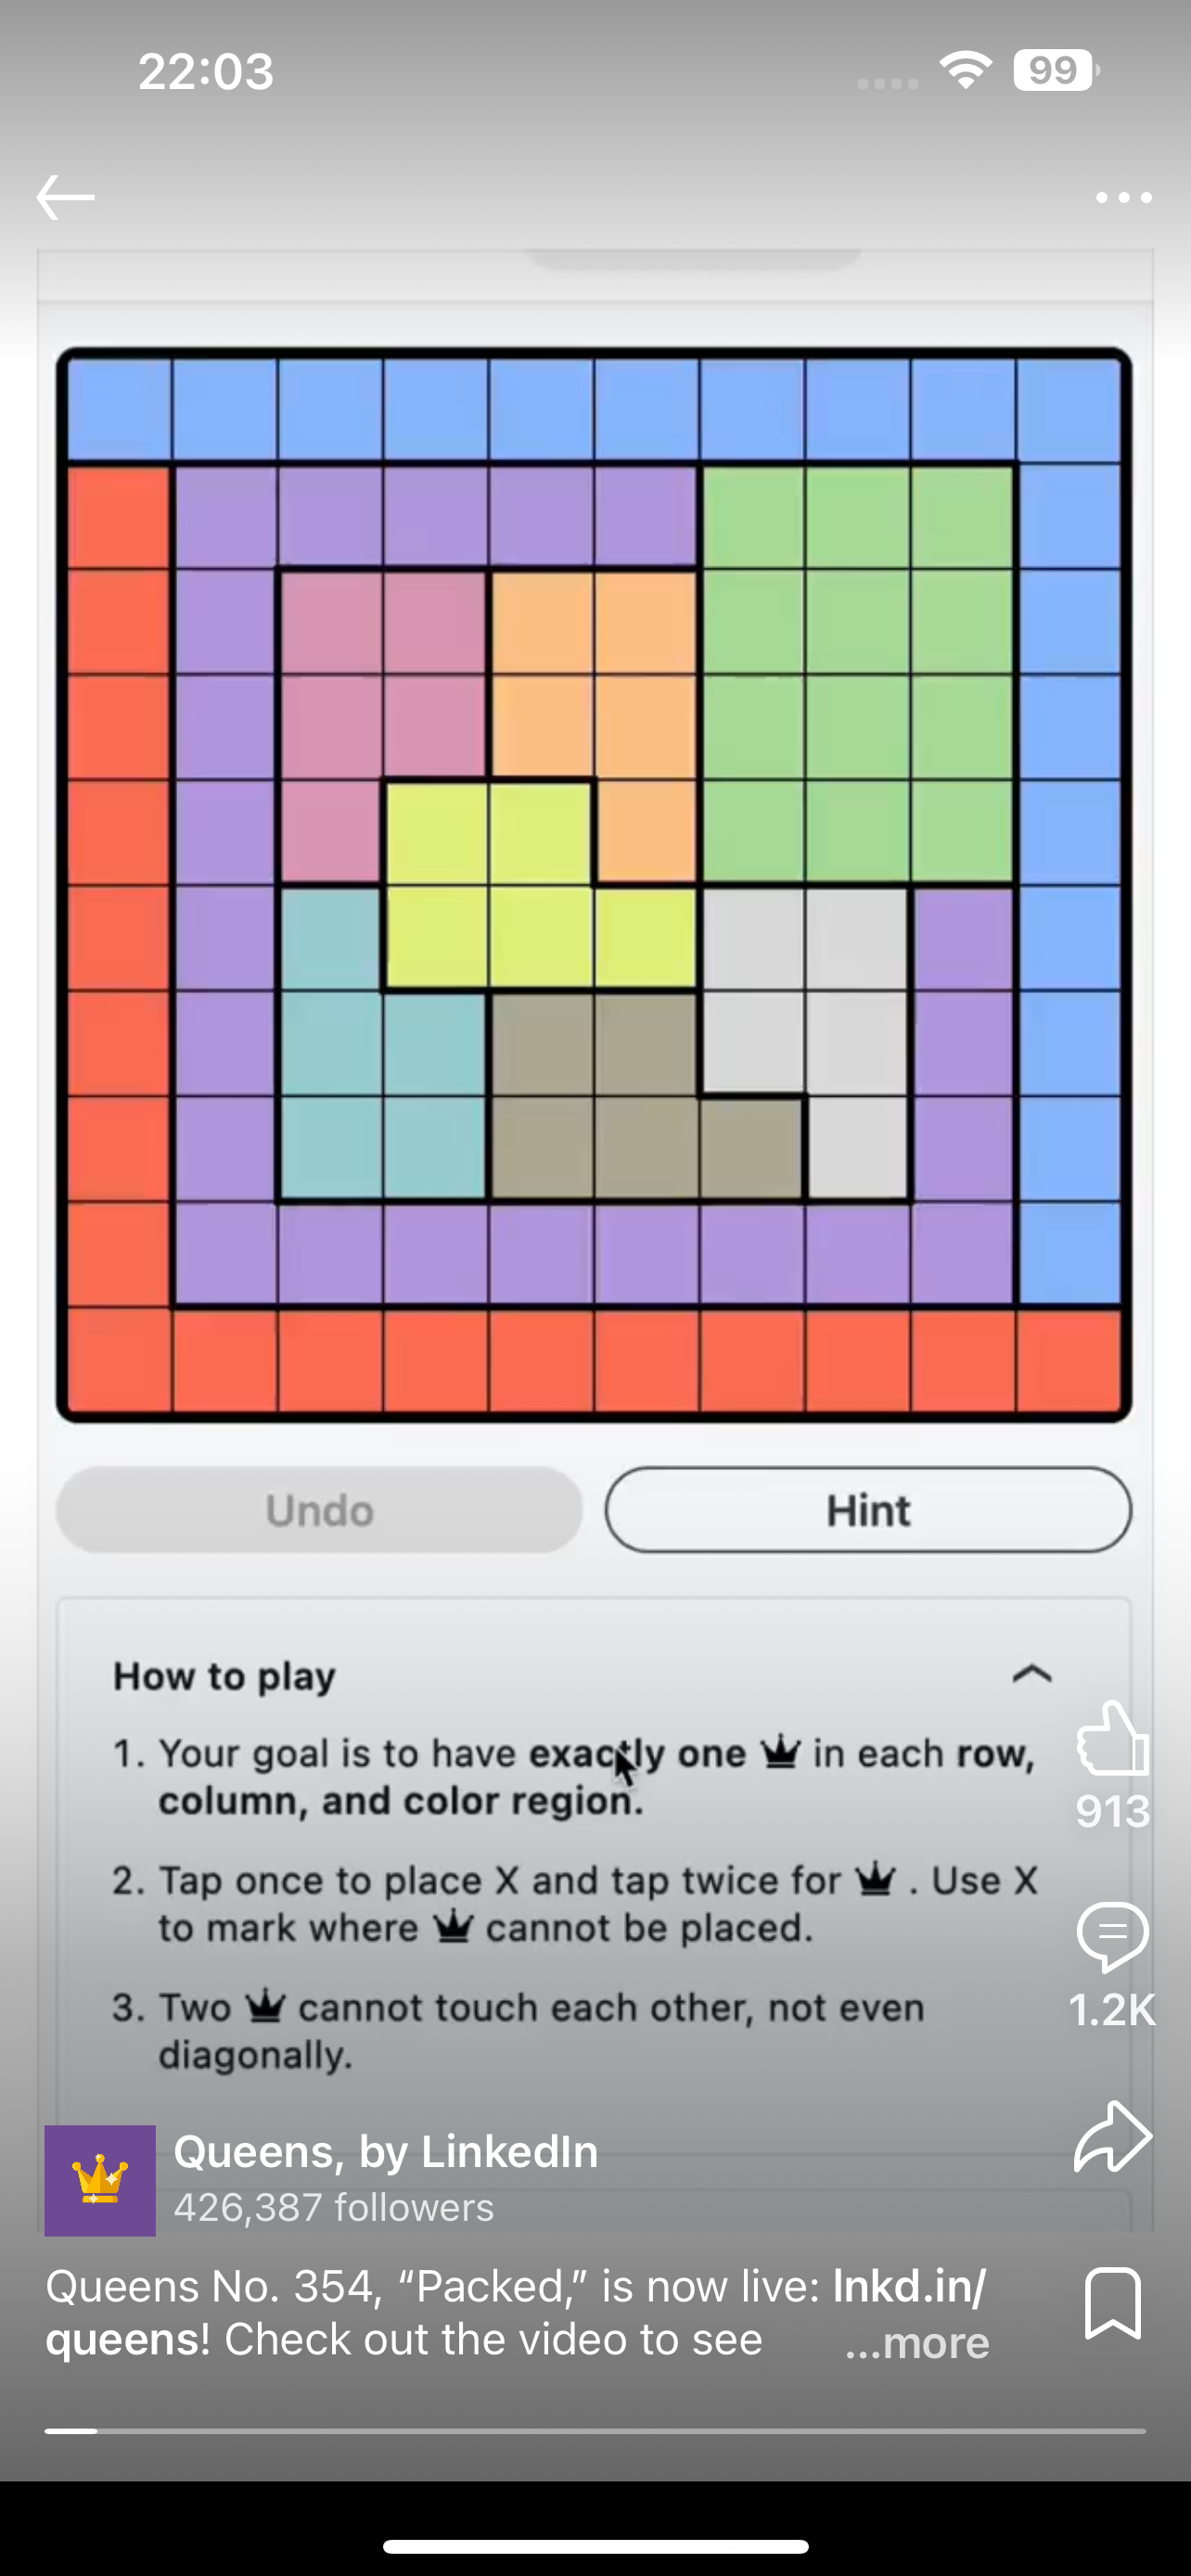 22:03
99
Undo
Hint
How to play
1. Your goal is to have exactly one in each row,
column, and color region.
2. Tap once to place X and tap twice for . Use X
to mark where cannot be placed.
3. Two cannot touch each other, not even
diagonally.
913
1.2K
Queens, by LinkedIn
426,387 followers
Queens No. 354, “Packed,” is now live: lnkd.in/
queens! Check out the video to see ...more